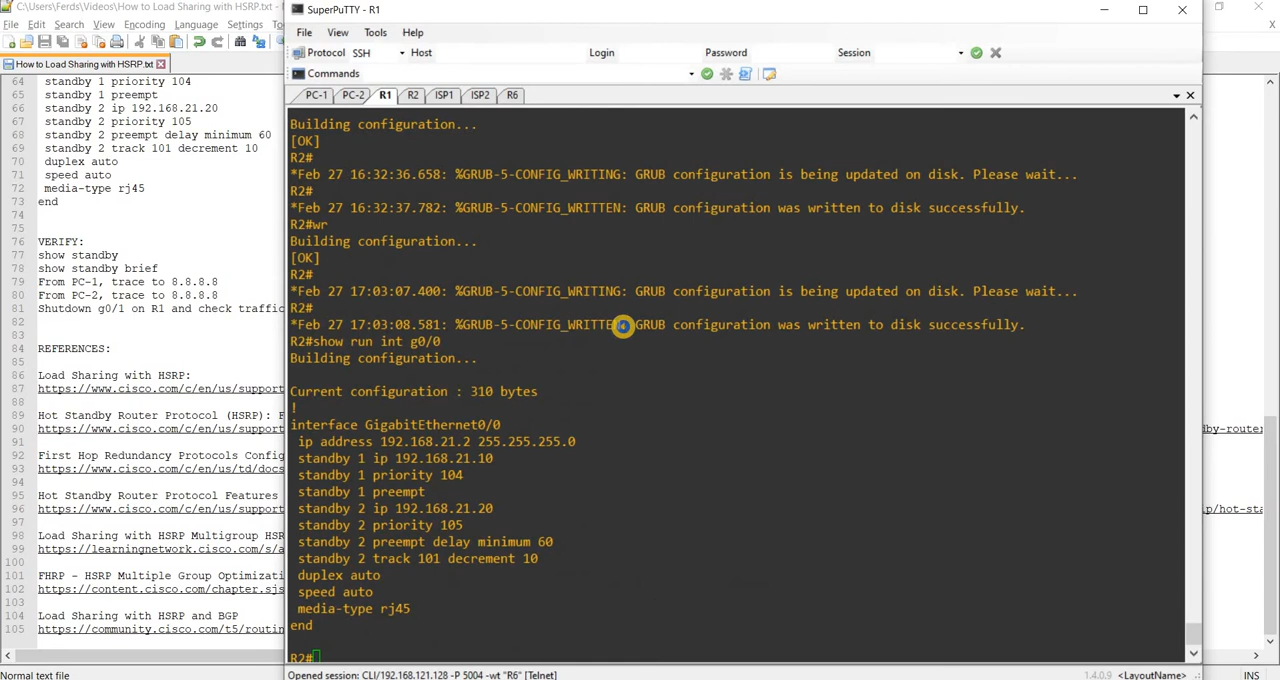 C:\Users\Ferds\Videos\How to Load Sharing with HSRP.txt
File Edit Search View Encoding Language Settings
How to Load Sharing with HSRP.txt
64 standby 1 priority 104
65 standby 1 preempt
66 standby 2 ip 192.168.21.20
67 standby 2 priority 105
68 standby 2 preempt delay minimum 60
69 standby 2 track 101 decrement 10
70 duplex auto
71 speed auto
72 media-type rj45
73 end
74
75
76 VERIFY:
77 show standby
78 show standby brief
79 From PC-1, trace to 8.8.8.8
80 From PC-2, trace to 8.8.8.8
81 Shutdown g0/1 on R1 and check traffic
82
83
84 REFERENCES:
85
86 Load Sharing with HSRP:
87 https://www.cisco.com/c/en/us/support
88
89 Hot Standby Router Protocol (HSRP):
90 https://www.cisco.com/c/en/us/support
91
92 First Hop Redundancy Protocols Config
93 https://www.cisco.com/c/en/us/td/docs
94
95 Hot Standby Router Protocol Features
96 https://www.cisco.com/c/en/us/support
97
98 Load Sharing with HSRP Multigroup HSR
99 https://learningnetwork.cisco.com/s/a
100
101 FHRP - HSRP Multiple Group Optimizati
102 https://content.cisco.com/chapter.sjs
103
104 Load Sharing with HSRP and BGP
105 https://community.cisco.com/t5/routin
Normal text file
SuperPuTTY - R1
File View Tools Help
Protocol SSH Host Login Password Session
Commands
PC-1 PC-2 R1 R2 ISP1 ISP2 R6
Building configuration...
[OK]
R2#
*Feb 27 16:32:36.658: %GRUB-5-CONFIG_WRITING: GRUB configuration is being updated on disk. Please wait...
R2#
*Feb 27 16:32:37.782: %GRUB-5-CONFIG_WRITTEN: GRUB configuration was written to disk successfully.
R2#wr
Building configuration...
[OK]
R2#
*Feb 27 17:03:07.400: %GRUB-5-CONFIG_WRITING: GRUB configuration is being updated on disk. Please wait...
R2#
*Feb 27 17:03:08.581: %GRUB-5-CONFIG_WRITTEN: GRUB configuration was written to disk successfully.
R2#show run int g0/0
Building configuration...

Current configuration : 310 bytes
!
interface GigabitEthernet0/0
ip address 192.168.21.2 255.255.255.0
standby 1 ip 192.168.21.10
standby 1 priority 104
standby 1 preempt
standby 2 ip 192.168.21.20
standby 2 priority 105
standby 2 preempt delay minimum 60
standby 2 track 101 decrement 10
duplex auto
speed auto
media-type rj45
end

R2#
Opened session: CLI/192.168.121.128 -P 5004 -wt "R6" [Telnet]
1.4.0.9 <LayoutName>
dby-router
p/hot-sta
INS